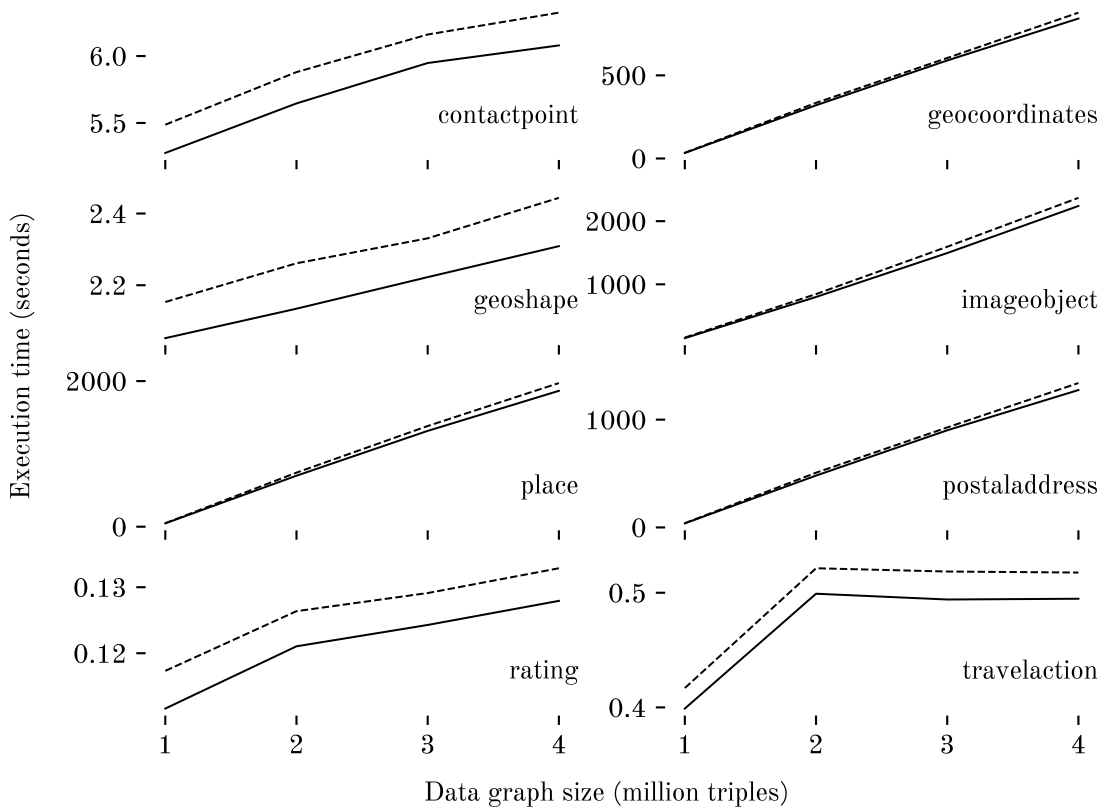 6.0
5.5
contactpoint
500
0
geocoordinates
Execution time (seconds)
2.4
2.2
geoshape
2000
1000
imageobject
2000
0
place
1000
0
postaladdress
0.13
0.12
rating
1 2 3 4
0.5
0.4
travelaction
1 2 3 4
Data graph size (million triples)